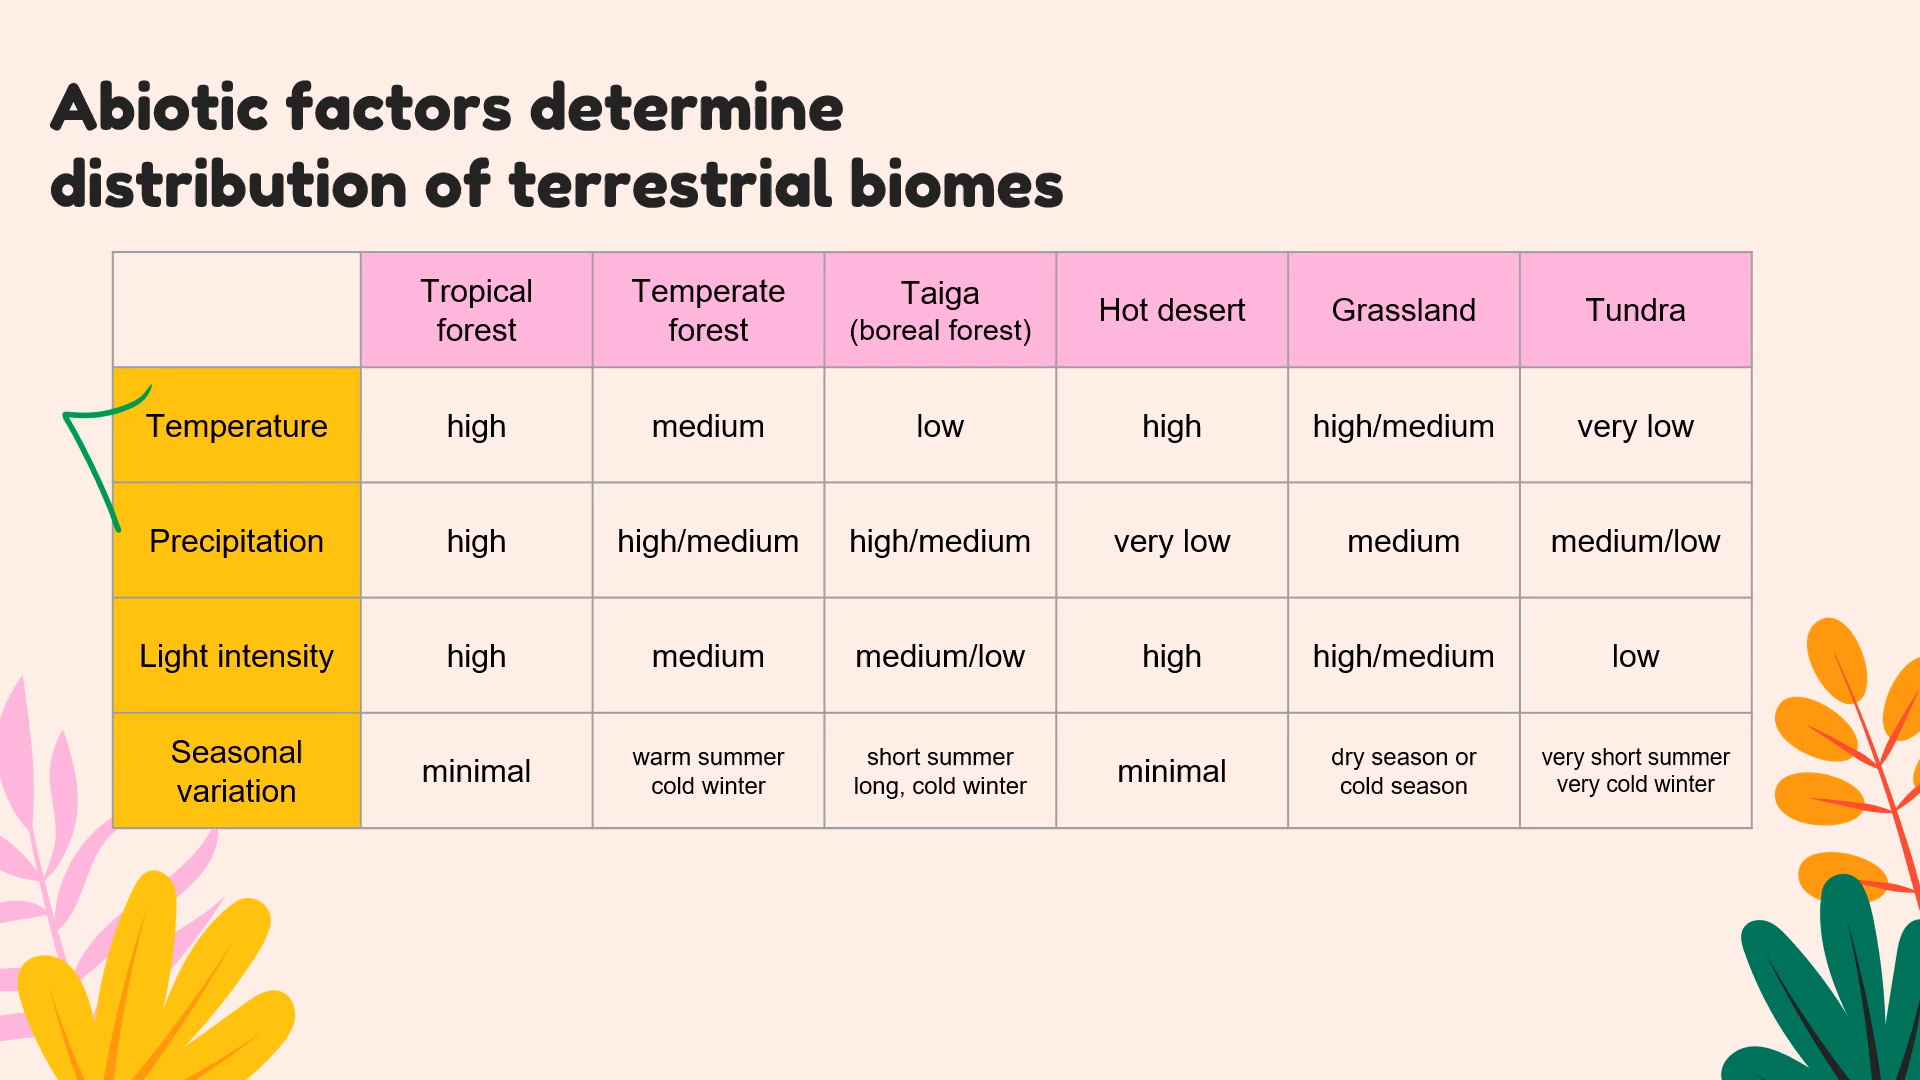 Abiotic factors determine
distribution of terrestrial biomes
Tropical forest Temperate forest Taiga (boreal forest) Hot desert Grassland Tundra
Temperature high medium low high high/medium very low
Precipitation high high/medium high/medium very low medium medium/low
Light intensity high medium medium/low high high/medium low
Seasonal variation minimal warm summer cold winter short summer long, cold winter minimal dry season or cold season very short summer very cold winter